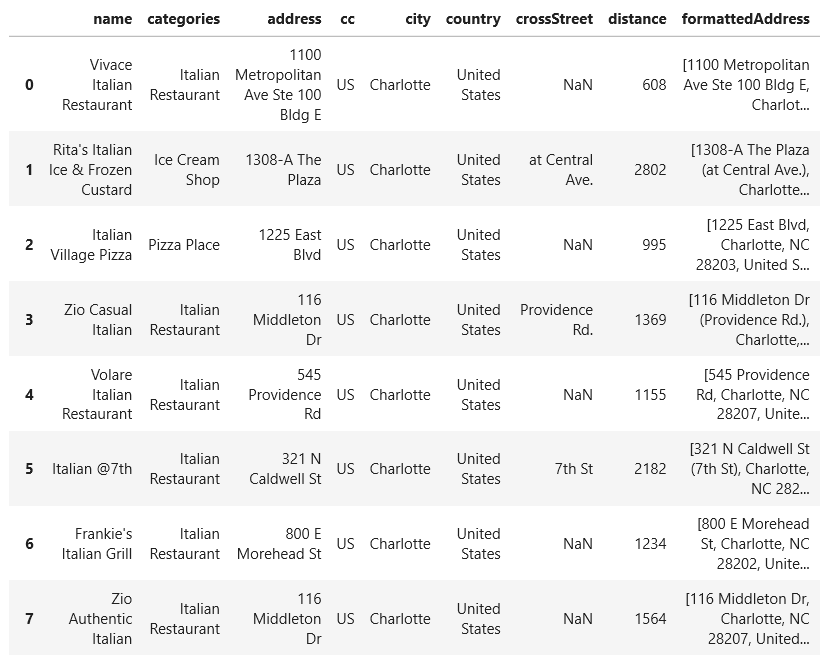 name categories address cc city country crossStreet distance formattedAddress
0 Vivace Italian Restaurant Italian Restaurant 1100 Metropolitan Ave Ste 100 Bldg E US Charlotte United States NaN 608 [1100 Metropolitan Ave Ste 100 Bldg E, Charlot...
1 Rita's Italian Ice & Frozen Custard Ice Cream Shop 1308-A The Plaza US Charlotte United States at Central Ave. 2802 [1308-A The Plaza (at Central Ave.), Charlotte...
2 Italian Village Pizza Pizza Place 1225 East Blvd US Charlotte United States NaN 995 [1225 East Blvd, Charlotte, NC 28203, United S...
3 Zio Casual Italian Italian Restaurant 116 Middleton Dr US Charlotte United States Providence Rd. 1369 [116 Middleton Dr (Providence Rd.), Charlotte,...
4 Volare Italian Restaurant Italian Restaurant 545 Providence Rd US Charlotte United States NaN 1155 [545 Providence Rd, Charlotte, NC 28207, Unite...
5 Italian @7th Italian Restaurant 321 N Caldwell St US Charlotte United States 7th St 2182 [321 N Caldwell St (7th St), Charlotte, NC 282...
6 Frankie's Italian Grill Italian Restaurant 800 E Morehead St US Charlotte United States NaN 1234 [800 E Morehead St, Charlotte, NC 28202, Unite...
7 Zio Authentic Italian Italian Restaurant 116 Middleton Dr US Charlotte United States NaN 1564 [116 Middleton Dr, Charlotte, NC 28207, United...